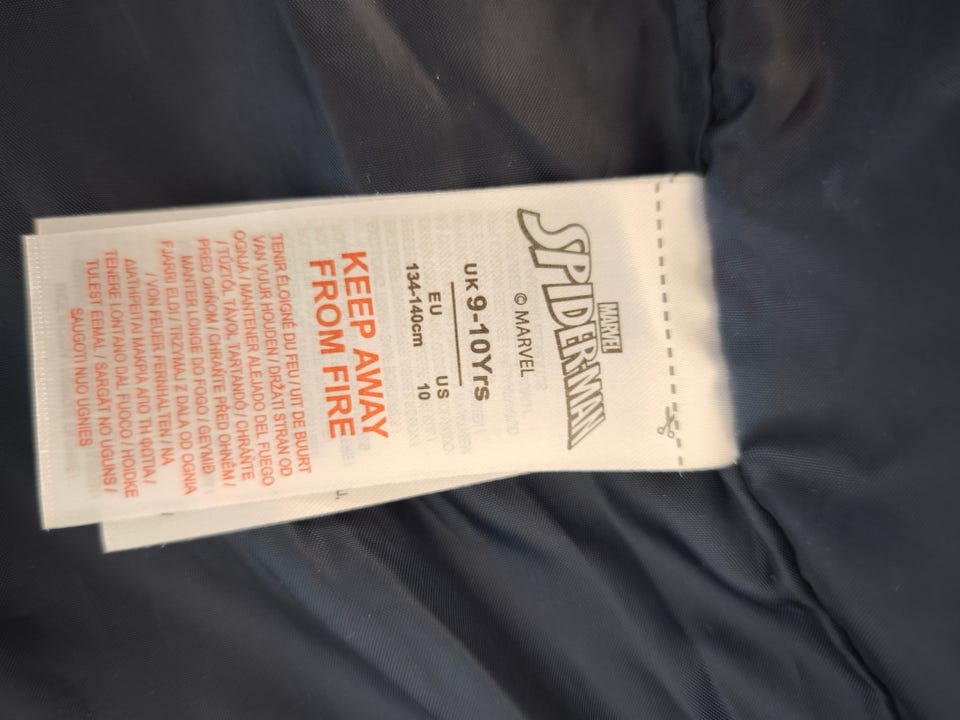 MARVEL
SPIDER-MAN
© MARVEL
UK 9-10Yrs
EU US
134-140cm 10
KEEP AWAY
FROM FIRE
TENIR ÉLOIGNÉ DU FEU / UIT DE BUURT
VAN VUUR HOUDEN / DRŽATI STRAN OD
OGNJA / MANTENER ALEJADO DEL FUEGO
/ TŰZTŐL TÁVOL TARTANDÓ / CHRÁŇTE
PRED OHŇOM / CHRAŇTE PŘED OHNĚM /
MANTER LONGE DO FOGO / GEYMIÐ
FJARRI ELDI / TRZYMAĆ Z DALA OD OGNIA
/ VON FEUER FERNHALTEN / ΝΑ
ΔΙΑΤΗΡΕΙΤΑΙ ΜΑΚΡΙΑ ΑΠΟ ΤΗ ΦΩΤΙΑ /
TENERE LONTANO DAL FUOCO / HOIDKE
TULEST EEMAL / SARGĀT NO UGUNS /
SAUGOTI NUO UGNIES